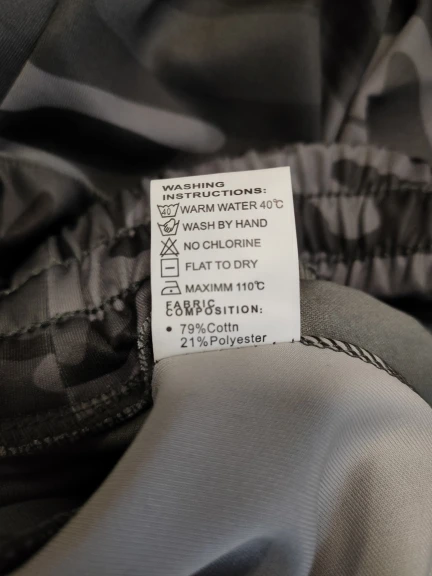 WASHING
INSTRUCTIONS:
40 WARM WATER 40℃
WASH BY HAND
NO CHLORINE
FLAT TO DRY
MAXIMM 110℃
FABRIC
COMPOSITION:
• 79%Cottn
21%Polyester